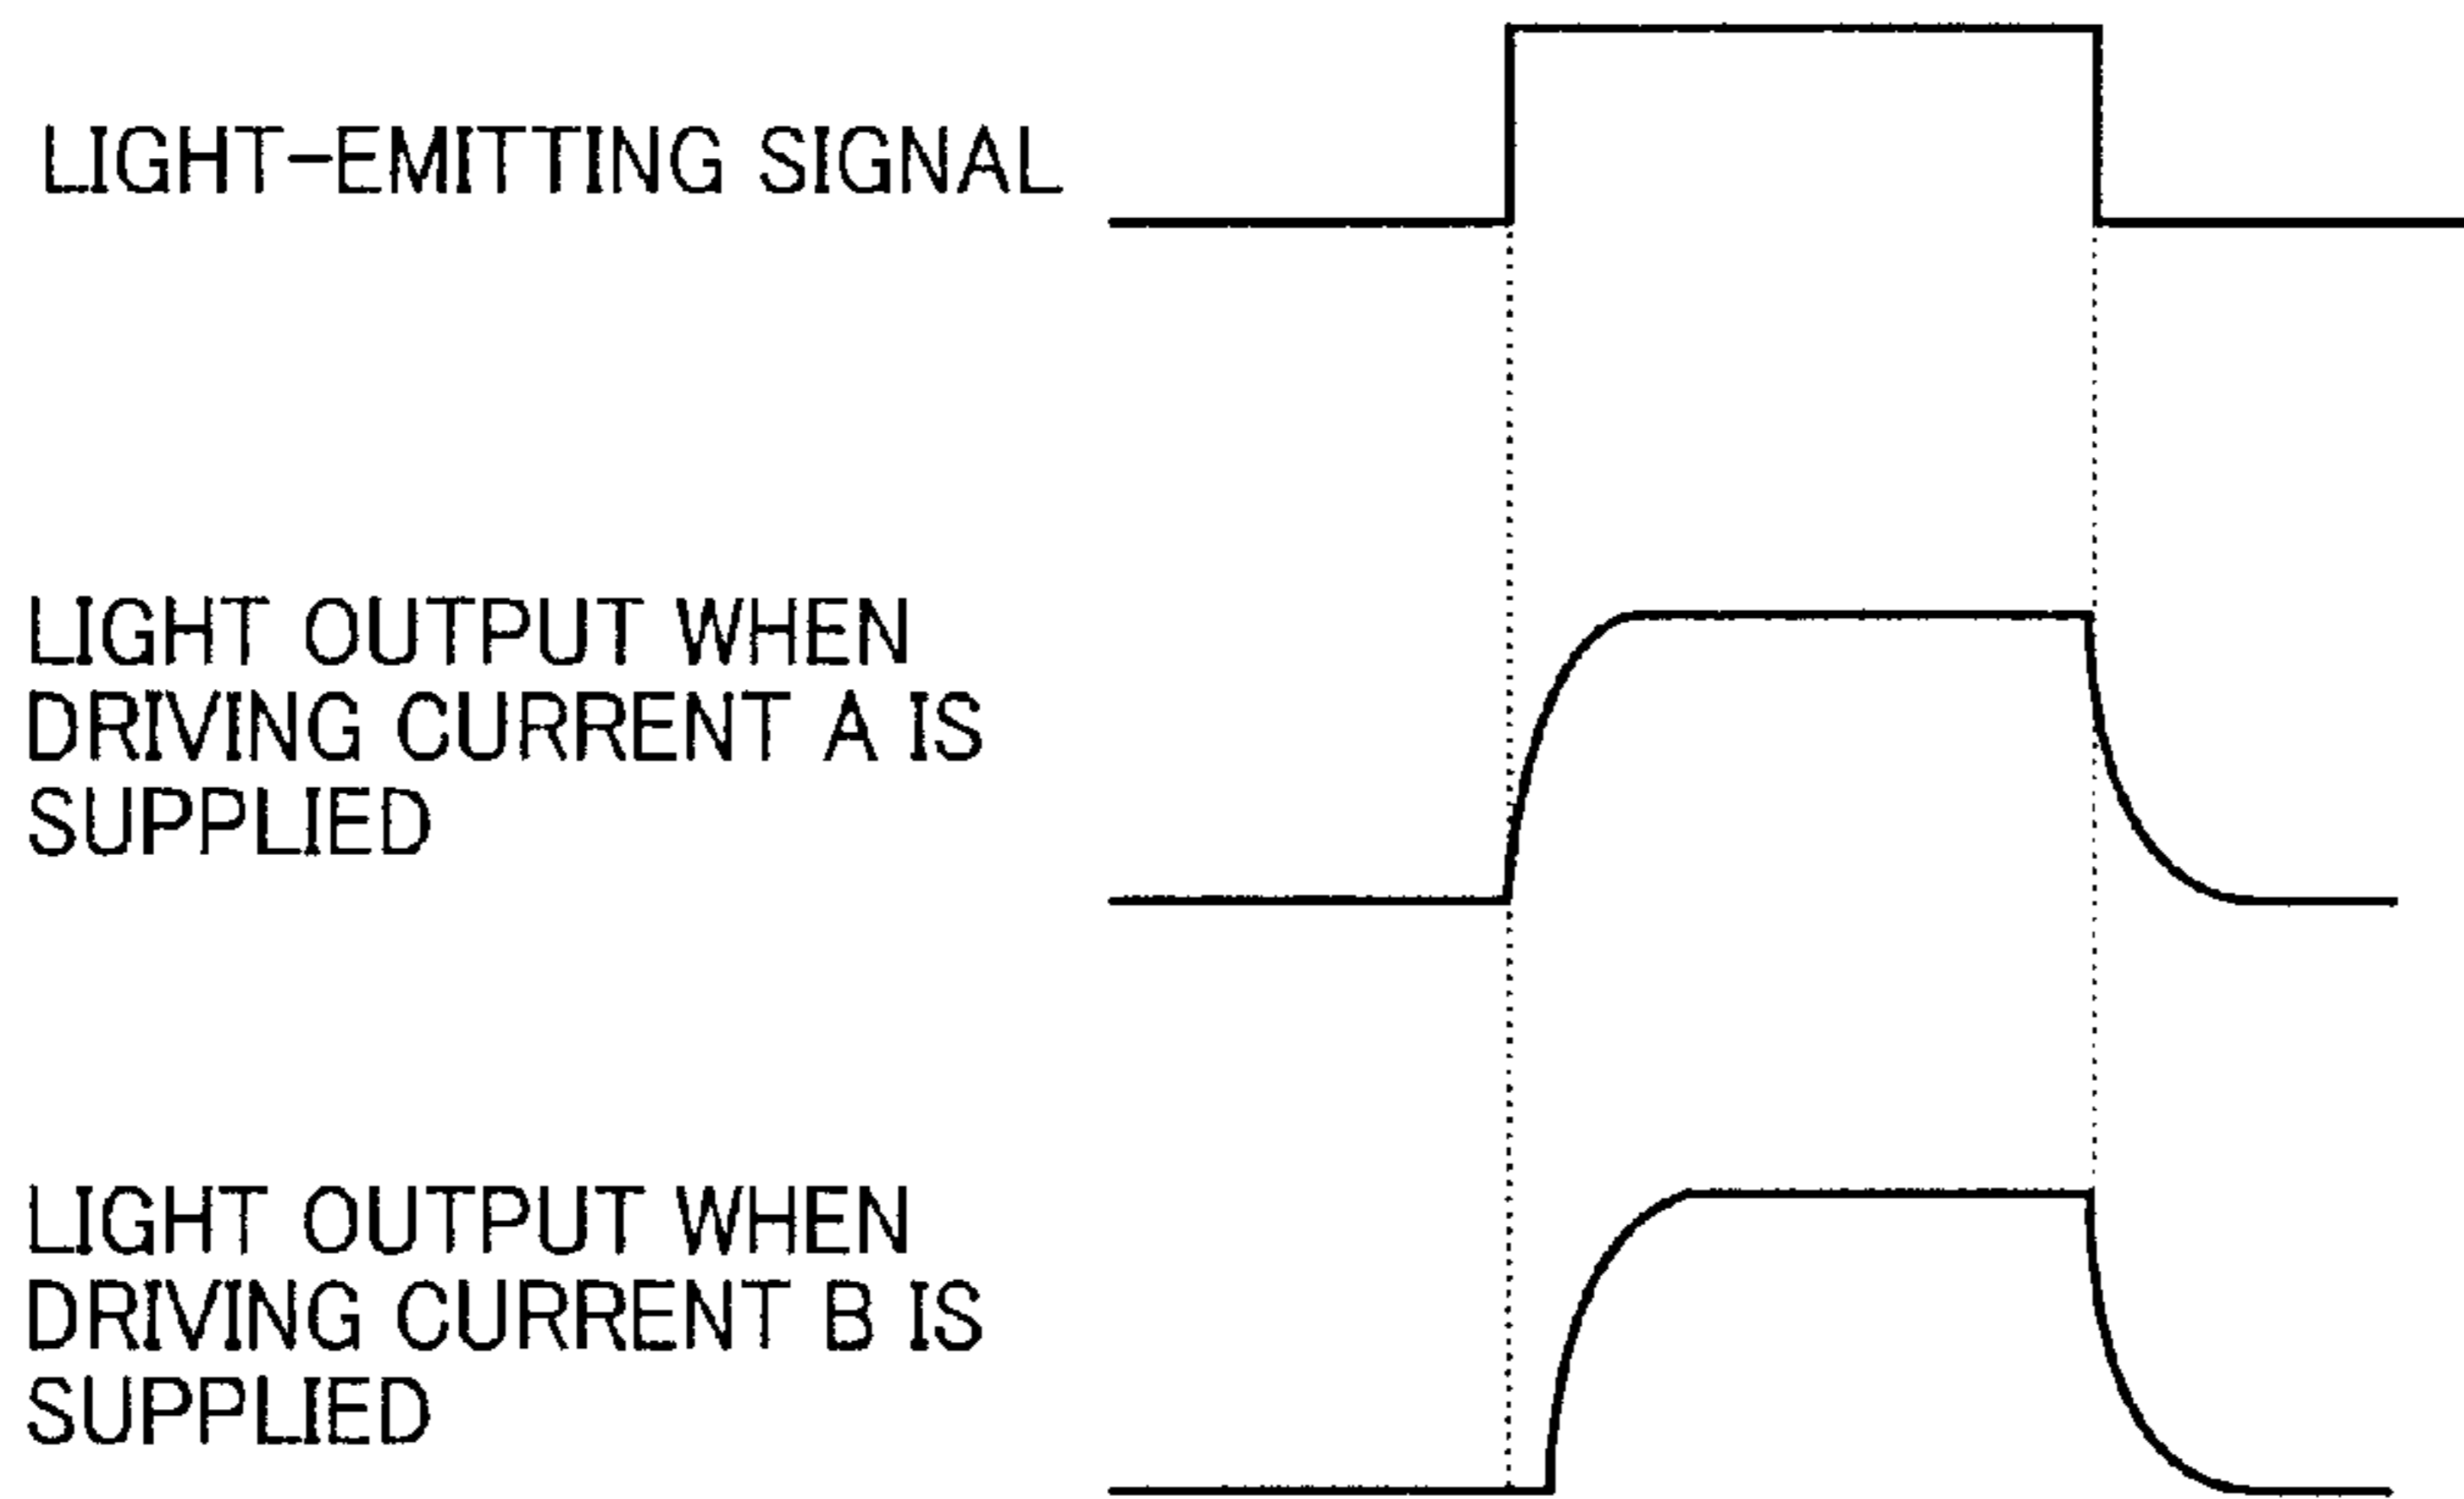 LIGHT-EMITTING SIGNAL
LIGHT OUTPUT WHEN
DRIVING CURRENT A IS
SUPPLIED
LIGHT OUTPUT WHEN
DRIVING CURRENT B IS
SUPPLIED